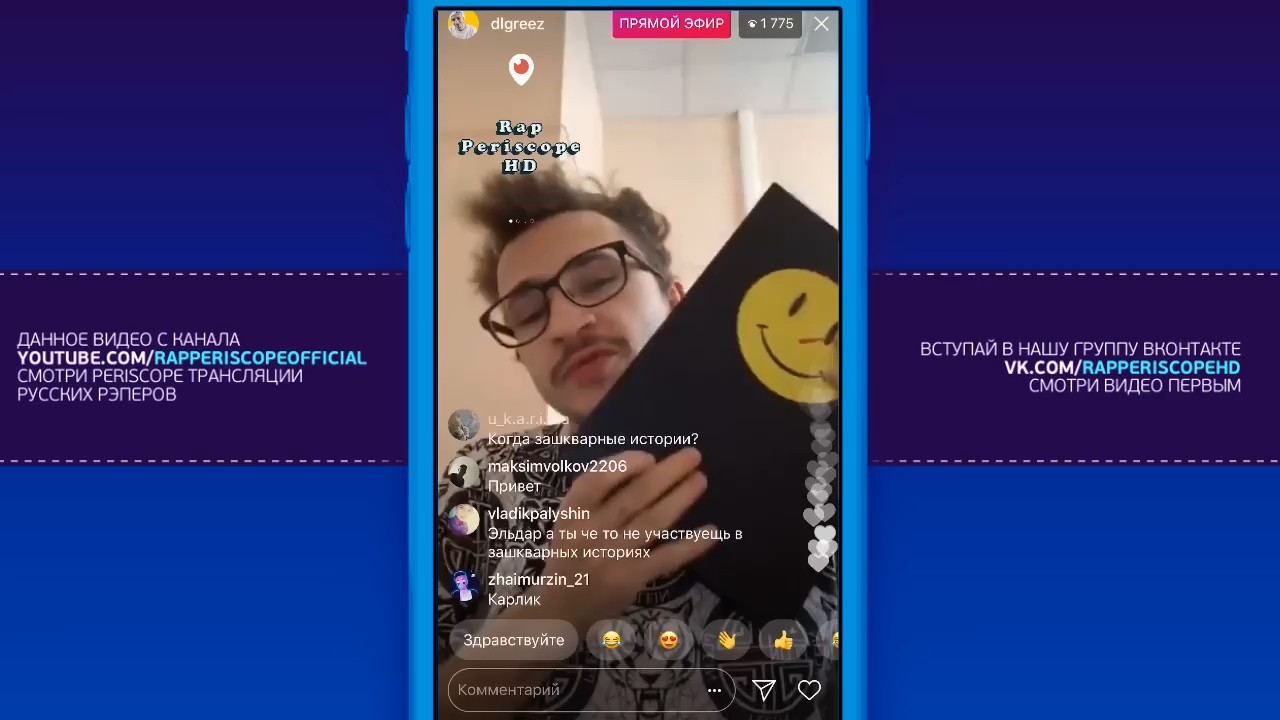 dlgreez
ПРЯМОЙ ЭФИР
1 775
Rap
Periscope
HD
ДАННОЕ ВИДЕО С КАНАЛА
YOUTUBE.COM/RAPPERISCOPEOFFICIAL
СМОТРИ PERISCOPE ТРАНСЛЯЦИИ
РУССКИХ РЭПЕРОВ
ВСТУПАЙ В НАШУ ГРУППУ ВКОНТАКТЕ
VK.COM/RAPPERISCOPEHD
СМОТРИ ВИДЕО ПЕРВЫМ
Когда зашкварные истории?
maksimvolkov2206
Привет
vladikpalyshin
Эльдар а ты че то не участвуещь в
зашкварных историях
zhaimurzin_21
Карлик
Здравствуйте
Комментарий